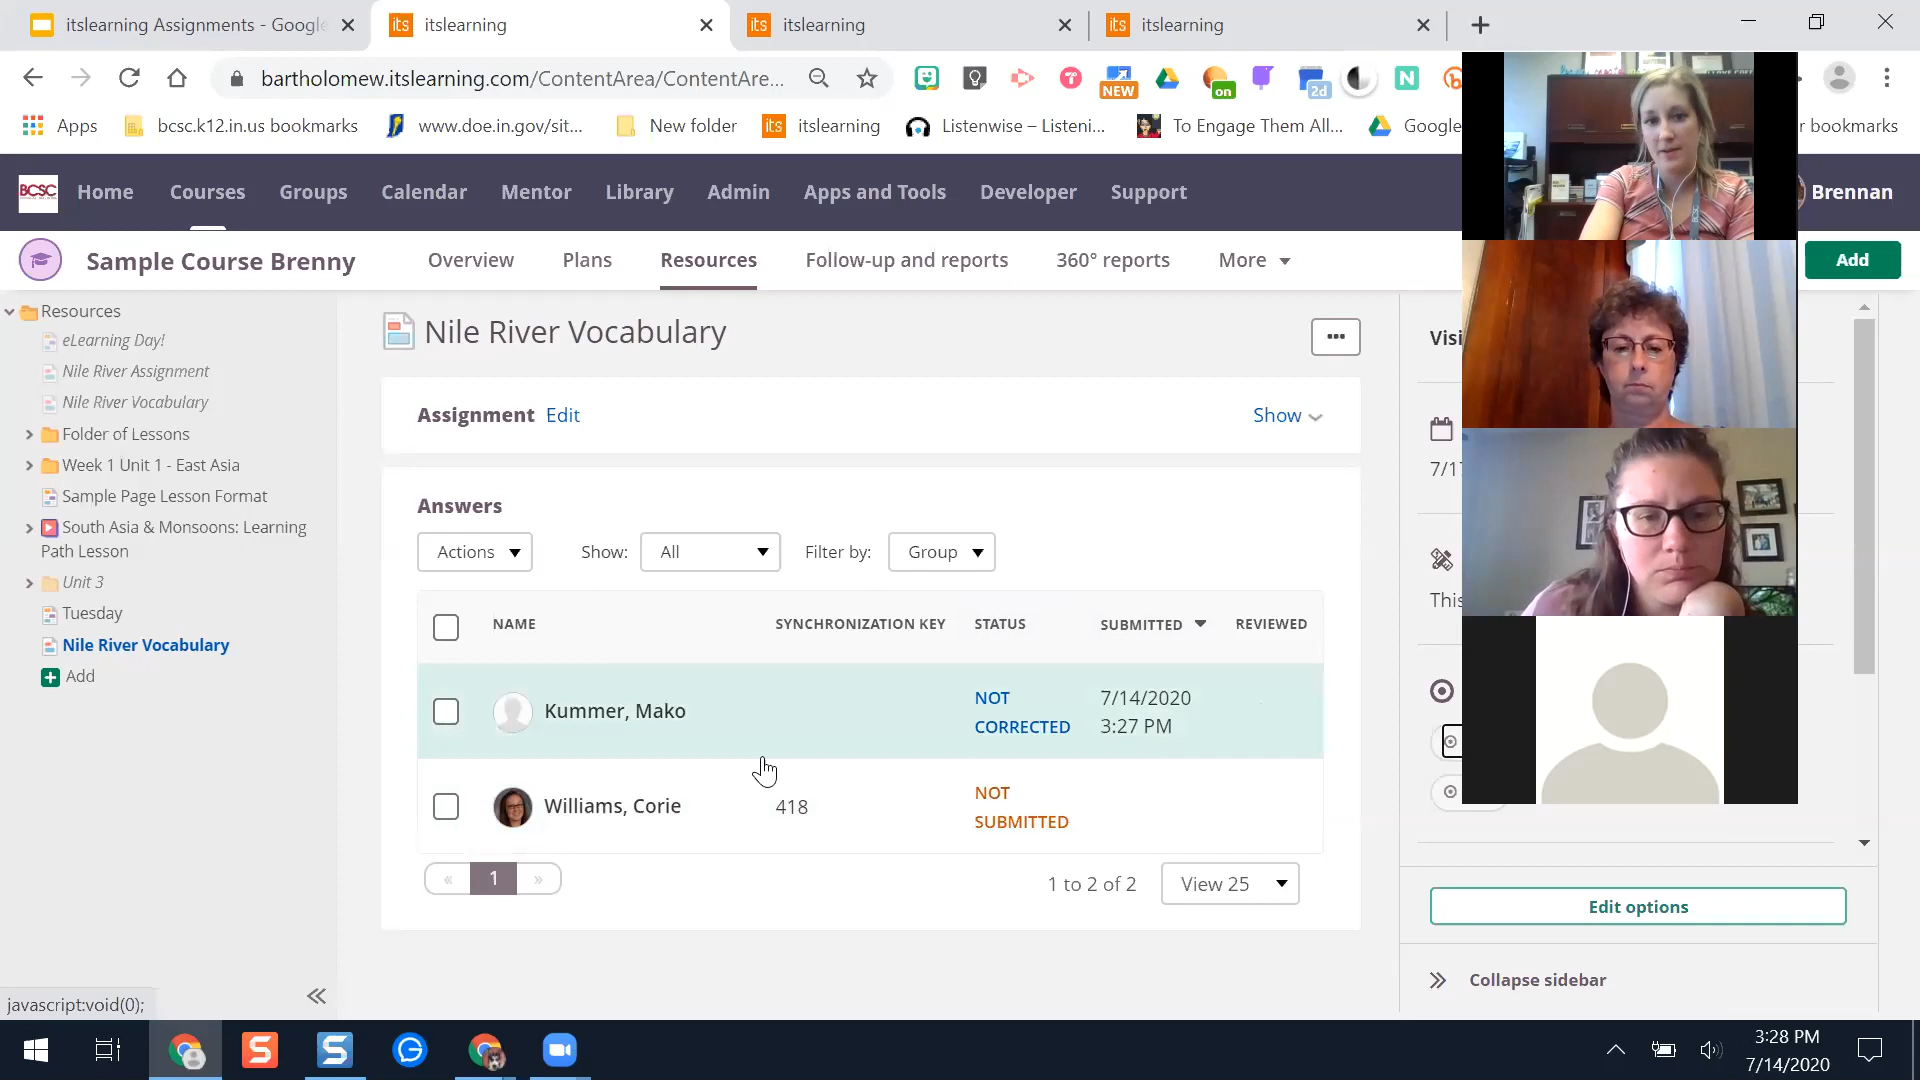 itslearning Assignments - Google
itslearning
itslearning
itslearning
bartholomew.itslearning.com/ContentArea/ContentAre...
NEW
on
2d
Apps
bcsc.k12.in.us bookmarks
www.doe.in.gov/sit...
New folder
its
itslearning
Listenwise – Listeni...
To Engage Them All...
Google
r bookmarks
BCSC
Home
Courses
Groups
Calendar
Mentor
Library
Admin
Apps and Tools
Developer
Support
Brennan
Sample Course Brenny
Overview
Plans
Resources
Follow-up and reports
360° reports
More
Add
Resources
eLearning Day!
Nile River Assignment
Nile River Vocabulary
Folder of Lessons
Week 1 Unit 1 - East Asia
Sample Page Lesson Format
South Asia & Monsoons: Learning
Path Lesson
Unit 3
Tuesday
Nile River Vocabulary
Add
Nile River Vocabulary
Assignment Edit
Show
Answers
Actions
Show:
All
Filter by:
Group
NAME
SYNCHRONIZATION KEY
STATUS
SUBMITTED
REVIEWED
Kummer, Mako
NOT
CORRECTED
7/14/2020
3:27 PM
Williams, Corie
418
NOT
SUBMITTED
« 1 »
1 to 2 of 2
View 25
Visi
7/17
This
Edit options
Collapse sidebar
javascript:void(0);
3:28 PM
7/14/2020